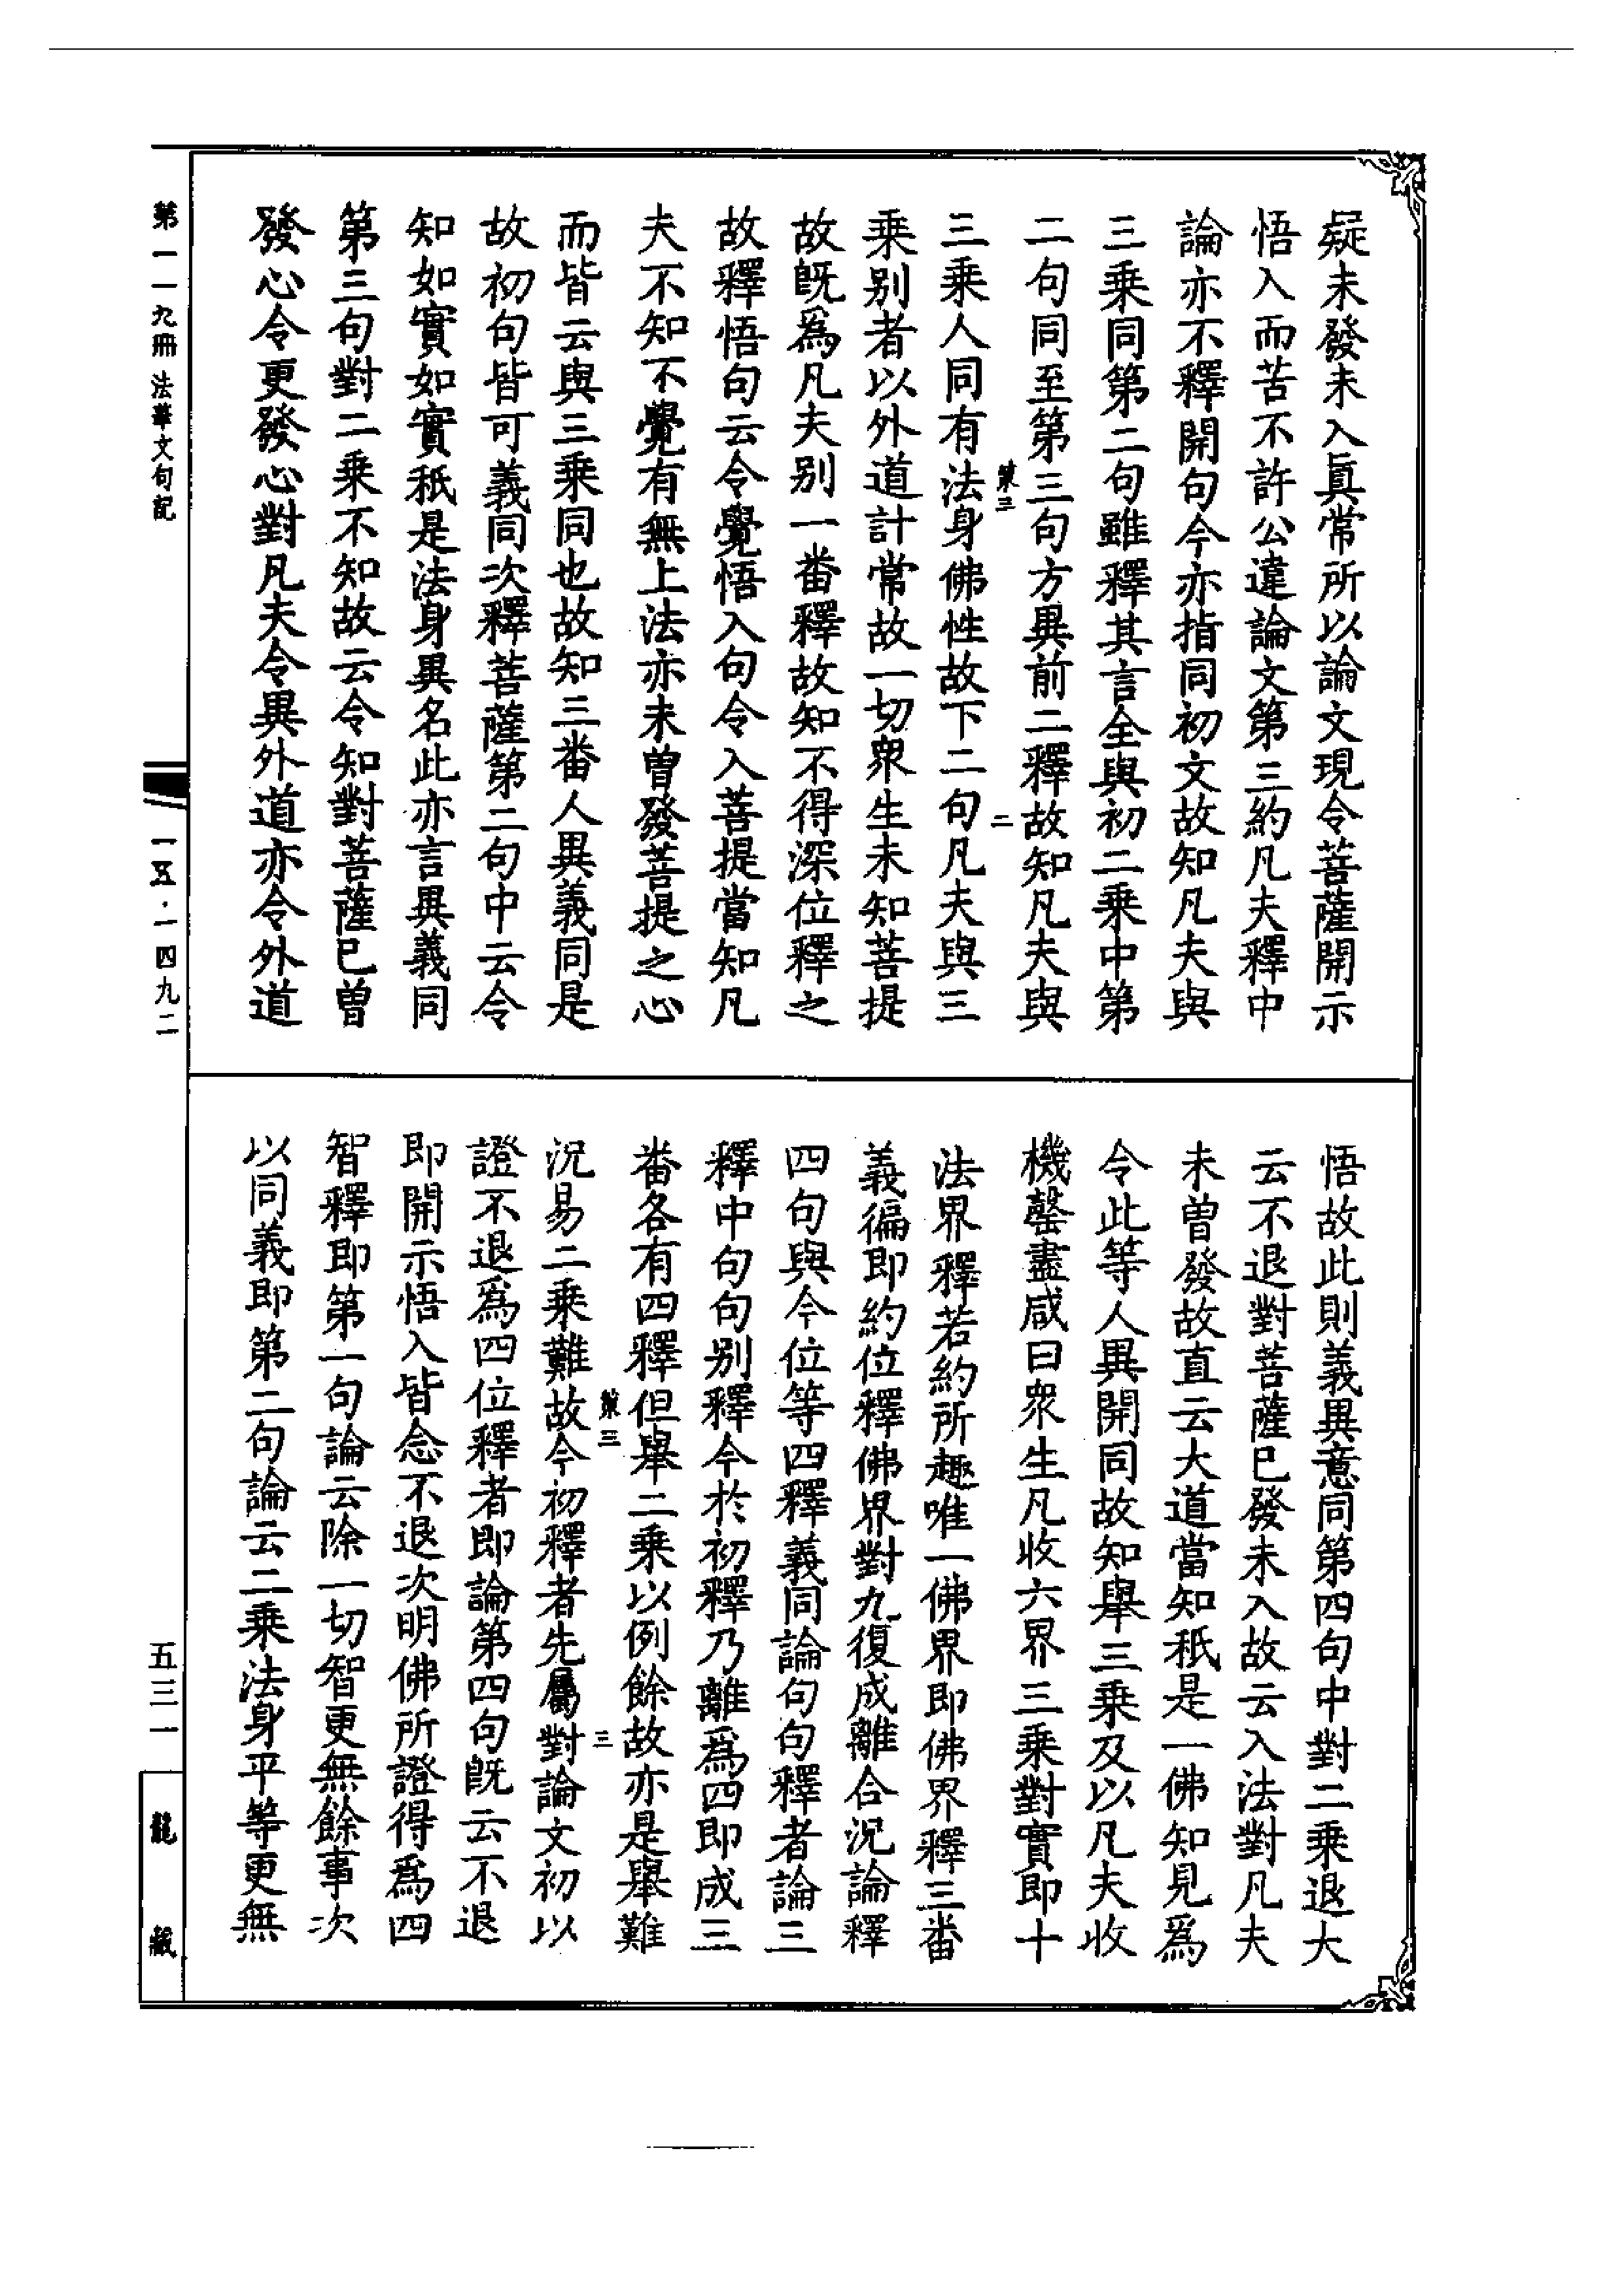 疑未發未入眞常所以論文現令菩薩開示
悟入而苦不許公違論文第三約凡夫釋中
論亦不釋開句今亦指同初文故知凡夫與
三乘同第二句雖釋其言全與初二乘中第
二句同至第三句方異前二釋故知凡夫與
策三
二
三乘人同有法身佛性故下二句凡夫與三
乘别者以外道計常故一切衆生未知菩提
故旣爲凡夫别一番釋故知不得深位釋之
故釋悟句云令覺悟入句令入菩提當知凡
夫不知不覺有無上法亦未曾發菩提之心
而皆云與三乘同也故知三番人異義同是
故初句皆可義同次釋菩薩第二句中云令
知如實如實秖是法身異名此亦言異義同
第三句對二乘不知故云令知對菩薩巳曾
發心令更發心對凡夫令異外道亦令外道
悟故此則義異意同第四句中對二乘退大
云不退對菩薩巳發未入故云入法對凡夫
未曾發故直云大道當知秖是一佛知見爲
令此等人異開同故知舉三乘及以凡夫收
機罄盡咸曰衆生凡收六界三乘對實即十
法界釋若約所趣唯一佛界即佛界釋三番
義徧即約位釋佛界對九復成離合況論釋
四句與今位等四釋義同論句句釋者論三
釋中句句别釋今於初釋乃離爲四即成三
番各有四釋但舉二乘以例餘故亦是舉難
策三
三
況易二乘難故今初釋者先屬對論文初以
證不退爲四位釋者即論第四句旣云不退
即開示悟入皆念不退次明佛所證得爲四
智釋即第一句論云除一切智智更無餘事次
以同義即第二句論云二乘法身平等更無
第一一九冊 法華文句記
一五·一四九二
五三一
龍藏